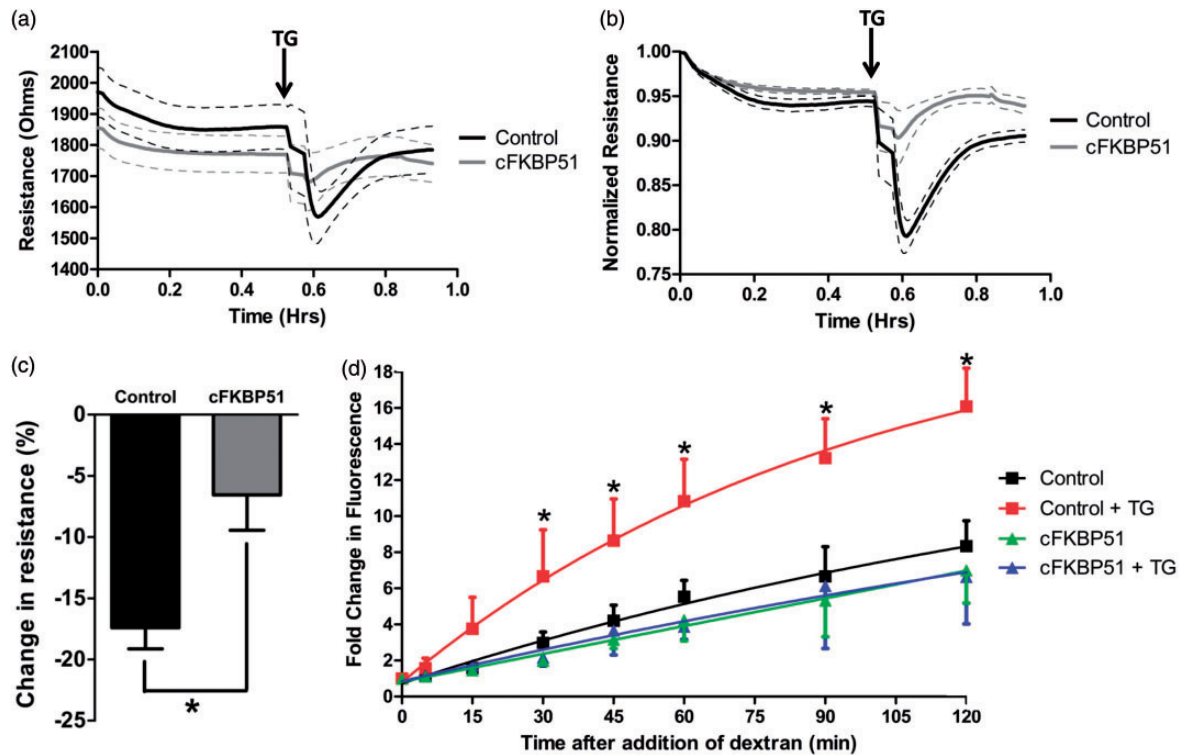 (a)
TG
2100
2000
1900
1800
1700
1600
1500
1400
Resistance (Ohms)
0.0 0.2 0.4 0.6 0.8 1.0
Time (Hrs)
Control
cFKBP51
(b)
TG
1.00
0.95
0.90
0.85
0.80
0.75
Normalized Resistance
0.0 0.2 0.4 0.6 0.8 1.0
Time (Hrs)
Control
cFKBP51
(c)
Control cFKBP51
0
-5
-10
-15
-20
-25
Change in resistance (%)
*
(d)
18
16
14
12
10
8
6
4
2
0
Fold Change in Fluorescence
* * * * *
0 15 30 45 60 75 90 105 120
Time after addition of dextran (min)
Control
Control + TG
cFKBP51
cFKBP51 + TG